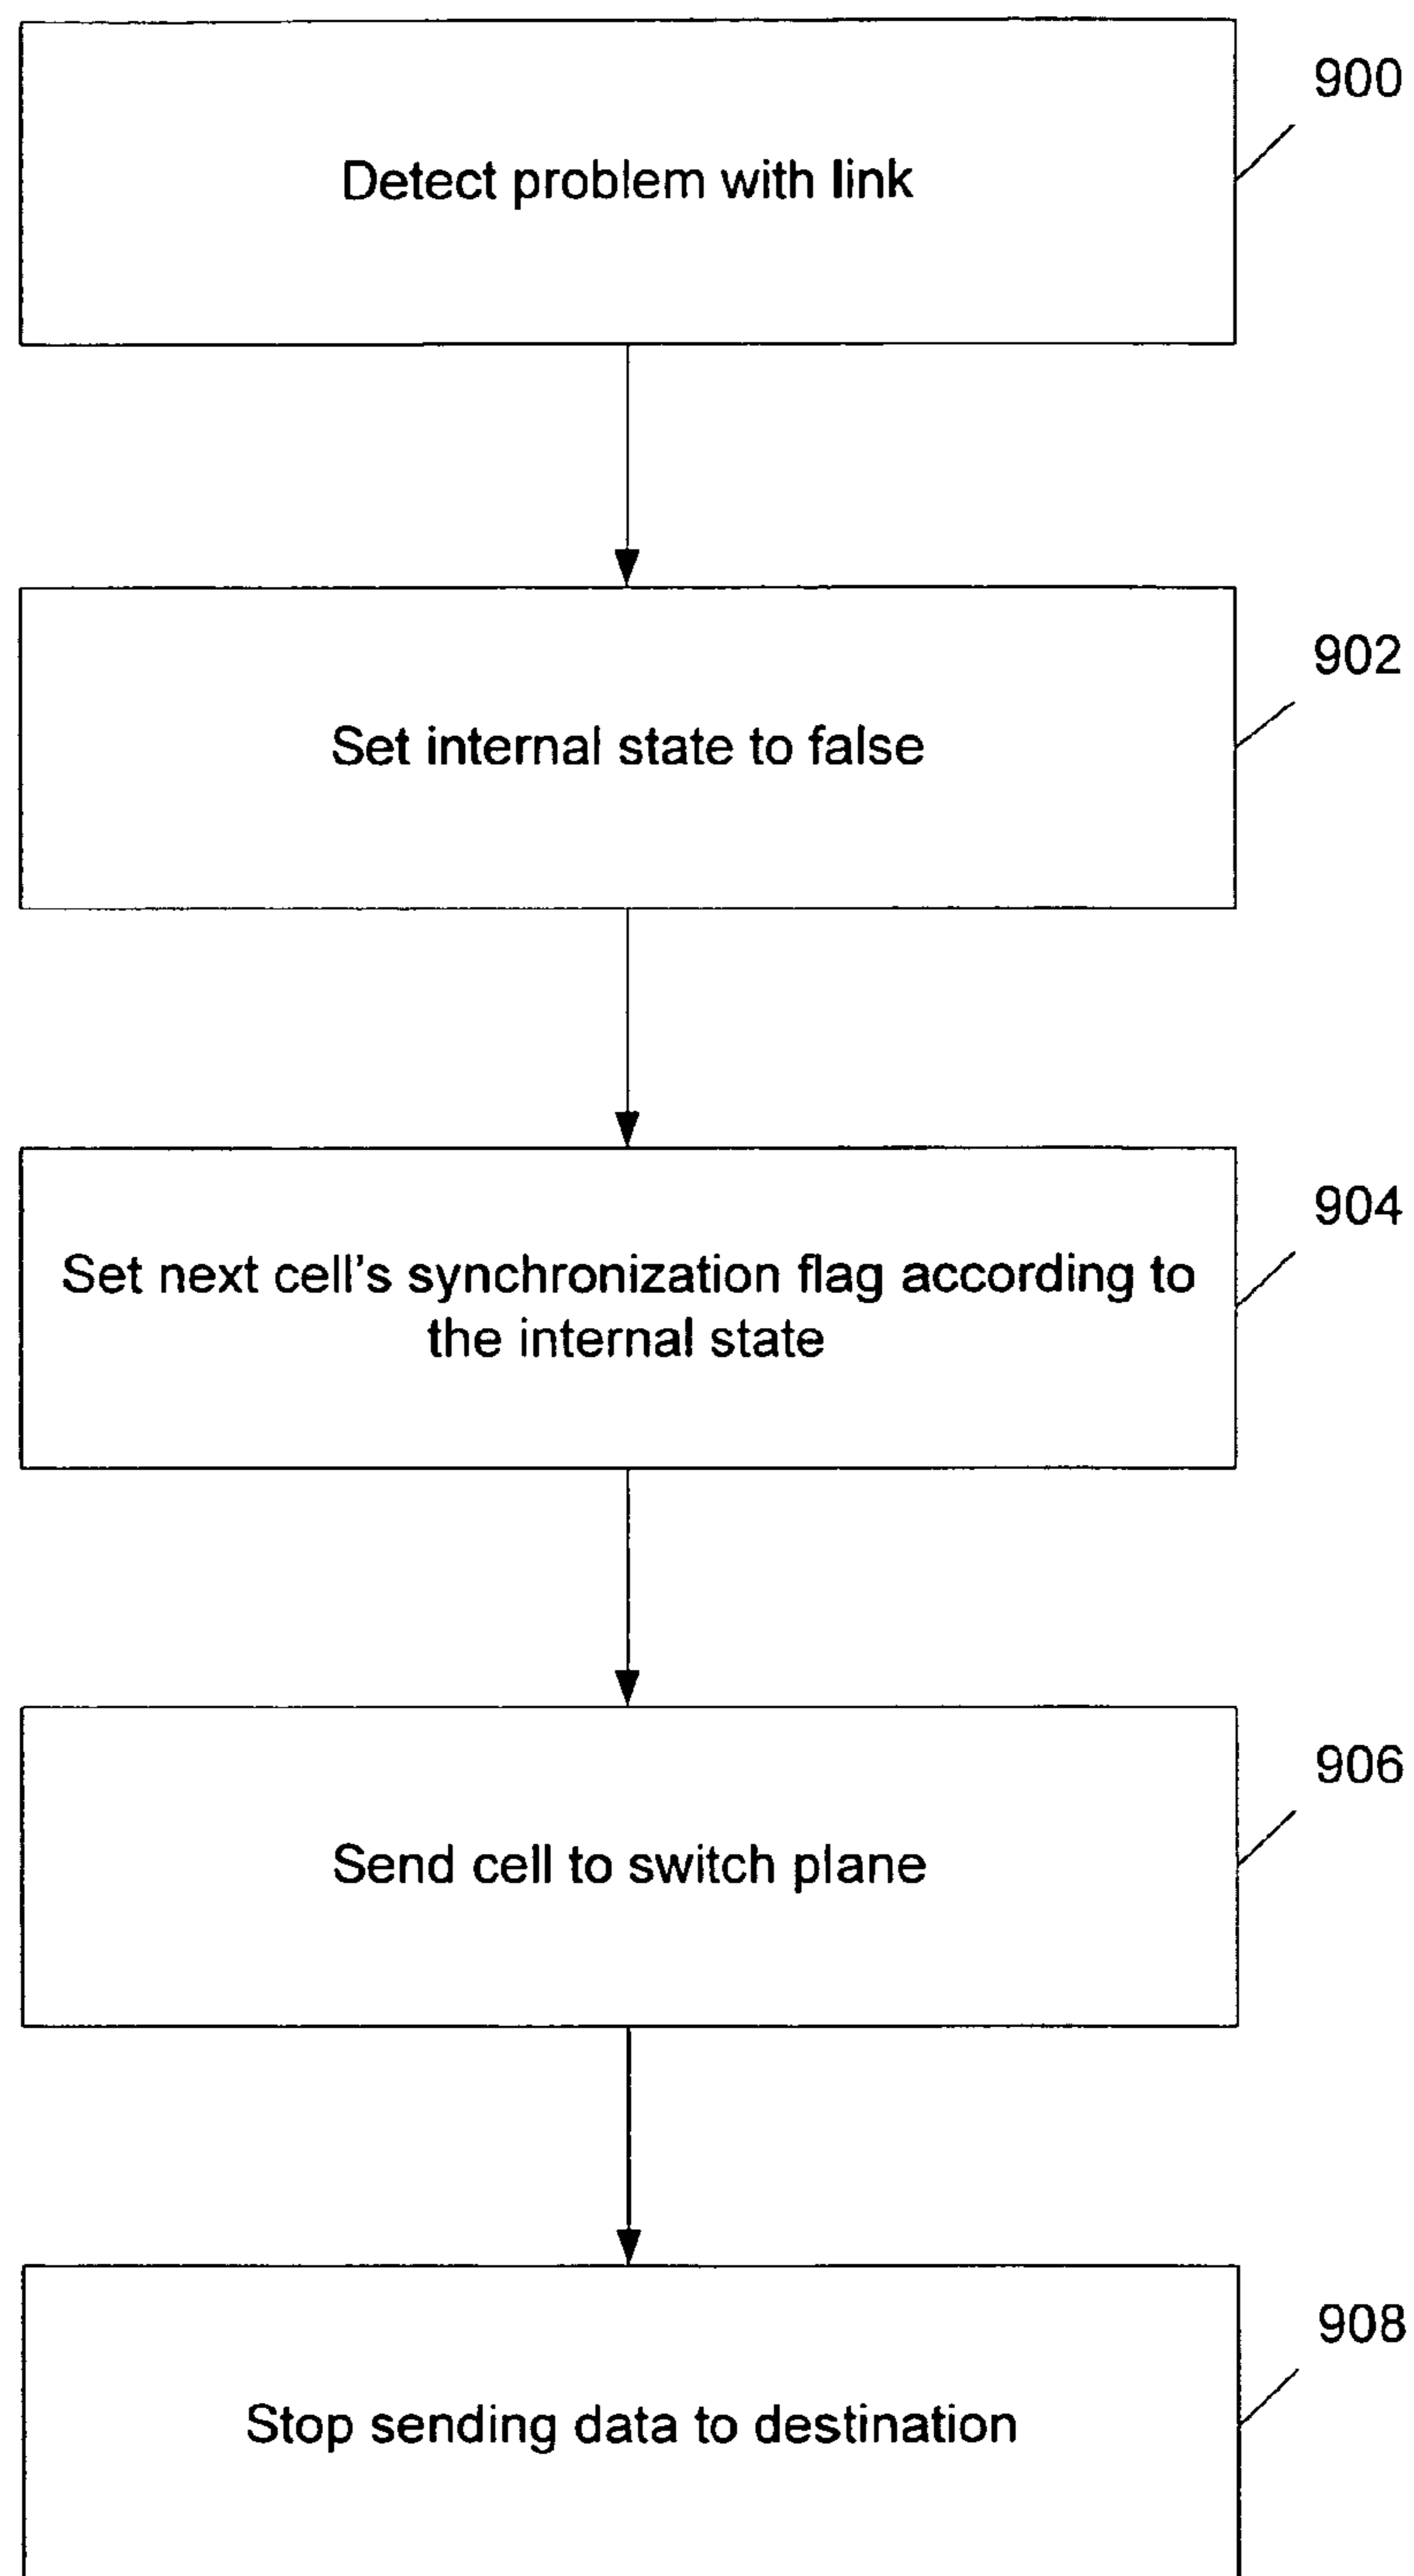 900
Detect problem with link
902
Set internal state to false
904
Set next cell's synchronization flag according to
the internal state
906
Send cell to switch plane
908
Stop sending data to destination